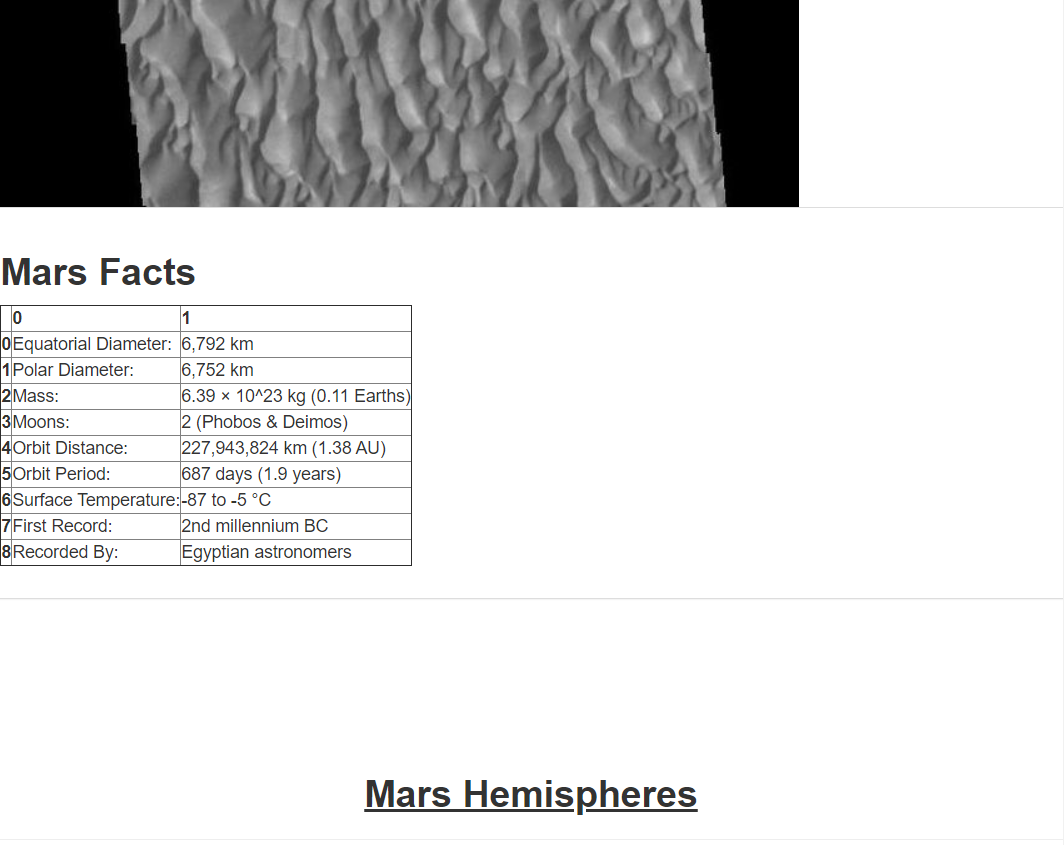 Mars Facts
0 1
0 Equatorial Diameter: 6,792 km
1 Polar Diameter: 6,752 km
2 Mass: 6.39 × 10^23 kg (0.11 Earths)
3 Moons: 2 (Phobos & Deimos)
4 Orbit Distance: 227,943,824 km (1.38 AU)
5 Orbit Period: 687 days (1.9 years)
6 Surface Temperature: -87 to -5 °C
7 First Record: 2nd millennium BC
8 Recorded By: Egyptian astronomers
Mars Hemispheres